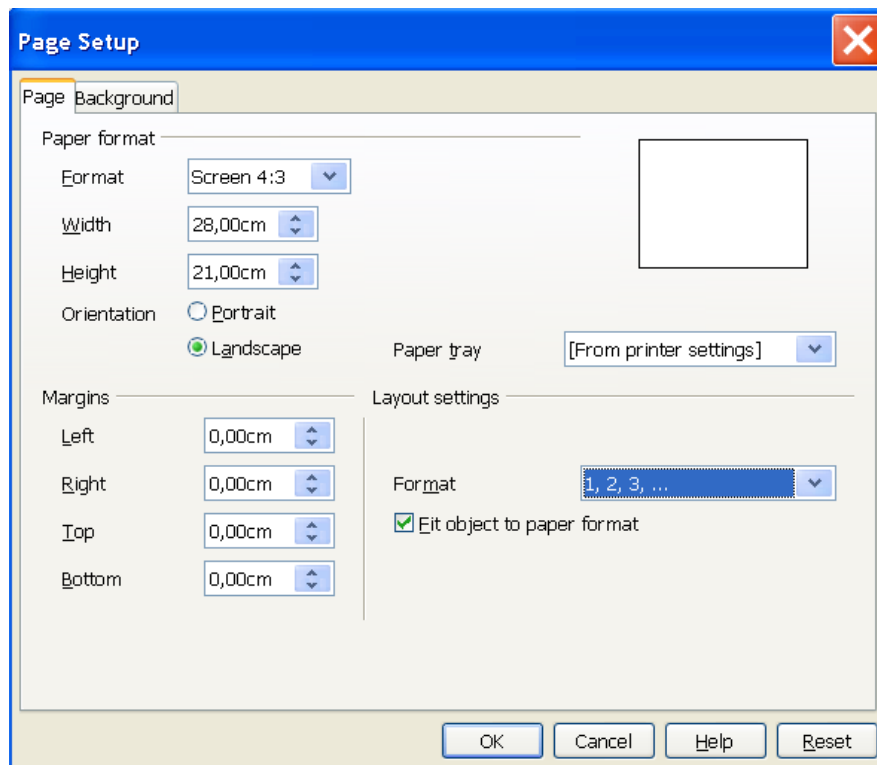 Page Setup
Page Background
Paper format
Format Screen 4:3
Width 28,00cm
Height 21,00cm
Orientation Portrait
Landscape Paper tray [From printer settings]
Margins Layout settings
Left 0,00cm
Right 0,00cm Format 1, 2, 3, ...
Top 0,00cm Fit object to paper format
Bottom 0,00cm
OK Cancel Help Reset